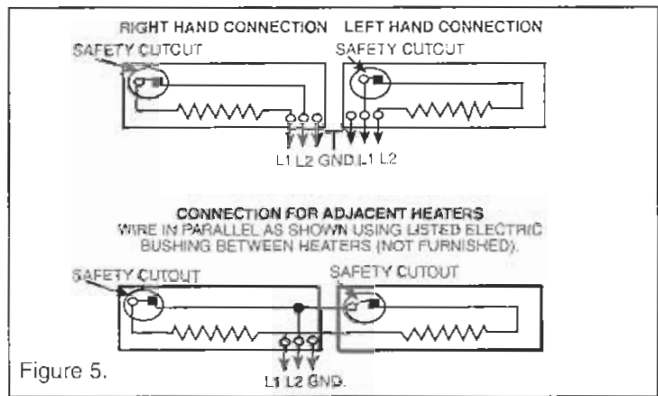 RIGHT HAND CONNECTION LEFT HAND CONNECTION
SAFETY CUTOUT SAFETY CUTOUT
L1 L2 GND. L1 L2
CONNECTION FOR ADJACENT HEATERS
WIRE IN PARALLEL AS SHOWN USING LISTED ELECTRIC
BUSHING BETWEEN HEATERS (NOT FURNISHED).
SAFETY CUTOUT SAFETY CUTOUT
L1 L2 GND.
Figure 5.